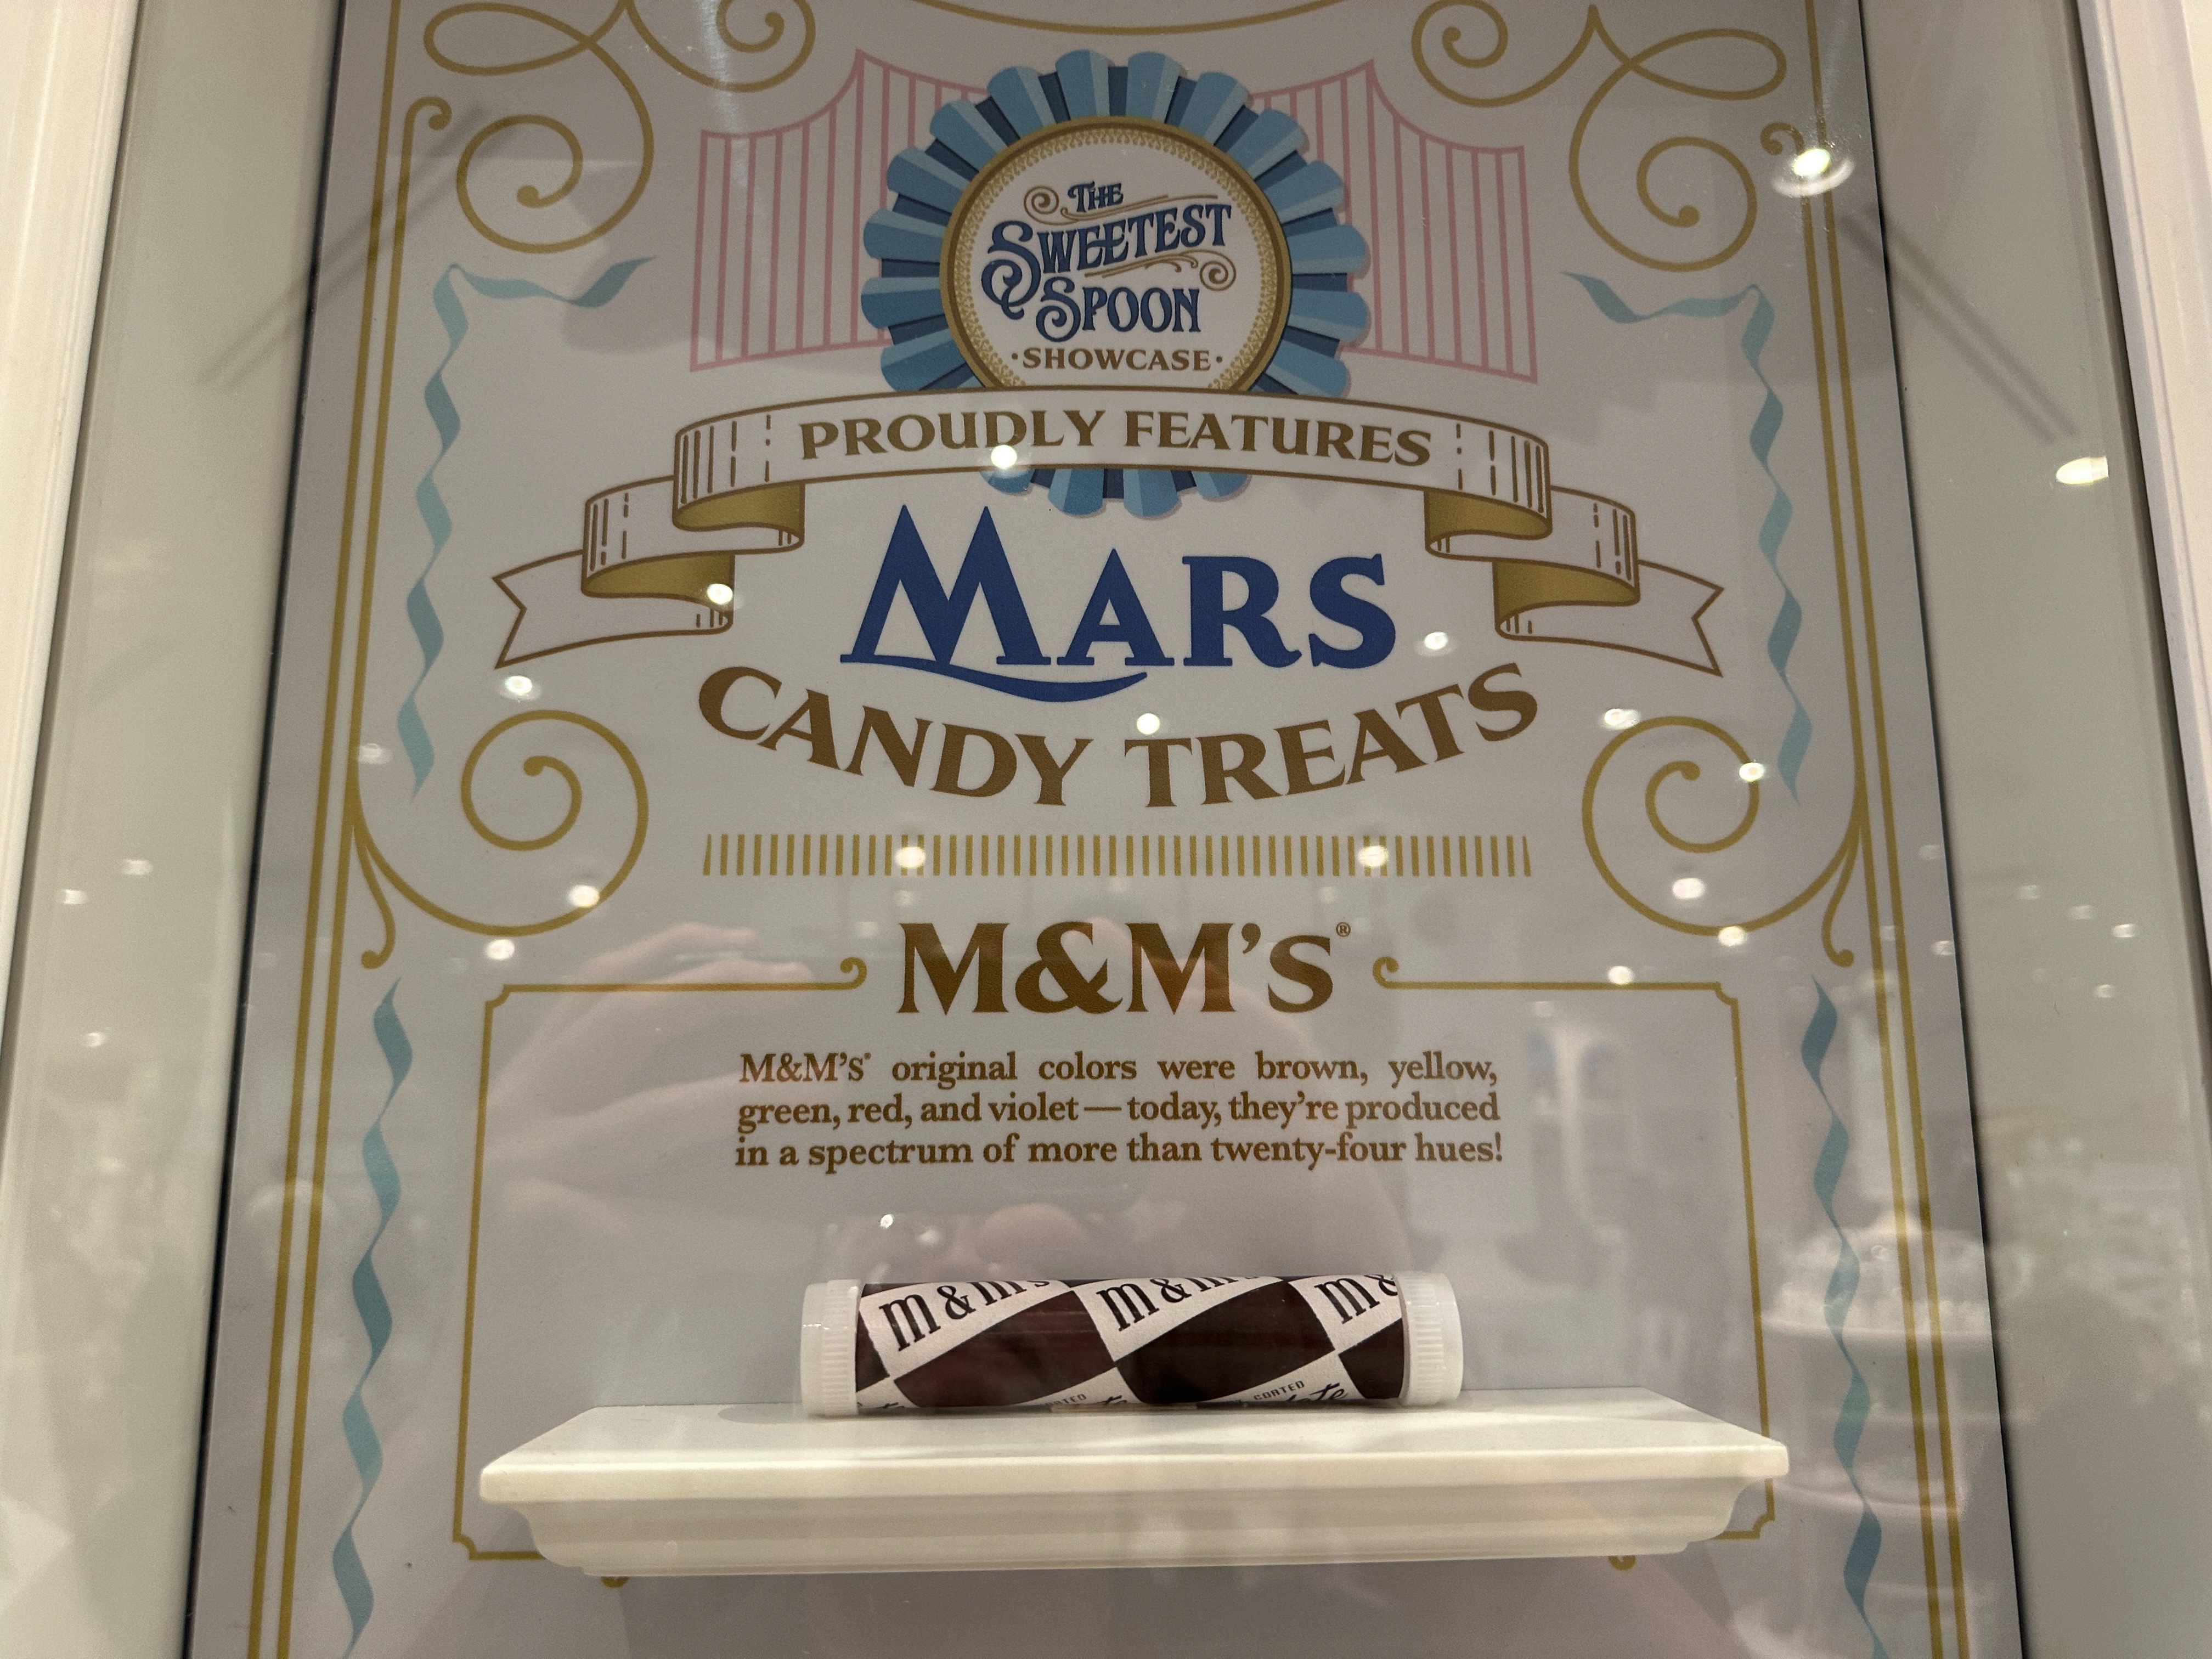 THE
SWEETEST
SPOON
·SHOWCASE·
PROUDLY FEATURES
MARS
CANDY TREATS
M&M's®
M&M's® original colors were brown, yellow,
green, red, and violet — today, they're produced
in a spectrum of more than twenty-four hues!
m&m's m&m's m&
COATED